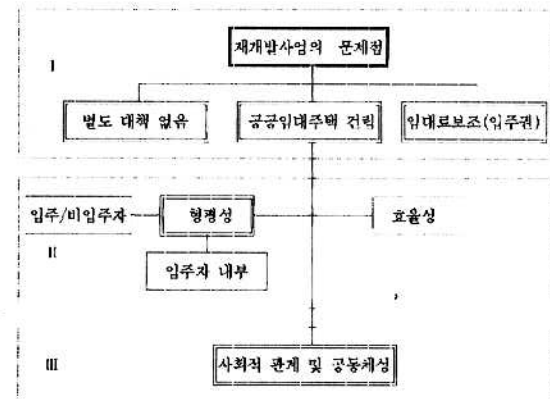 재개발사업의 문제점
I
별도 대책 없음
공공임대주택 건립
임대료보조(입주권)
입주/비입주자
형평성
효율성
II
입주자 내부
III
사회적 관계 및 공동체성